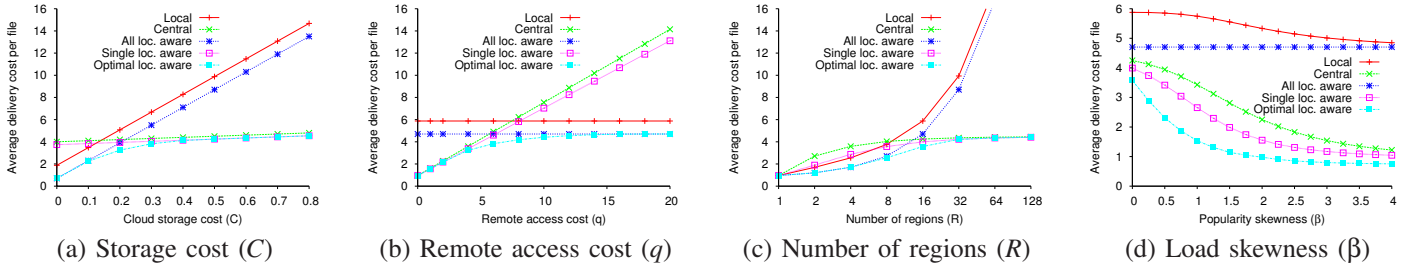 Average delivery cost per file
16
14
12
10
8
6
4
2
0
Local
Central
All loc. aware
Single loc. aware
Optimal loc. aware
0 0.1 0.2 0.3 0.4 0.5 0.6 0.7 0.8
Cloud storage cost (C)
(a) Storage cost (C)
Average delivery cost per file
16
14
12
10
8
6
4
2
0
Local
Central
All loc. aware
Single loc. aware
Optimal loc. aware
0 5 10 15 20
Remote access cost (q)
(b) Remote access cost (q)
Average delivery cost per file
16
14
12
10
8
6
4
2
0
Local
Central
All loc. aware
Single loc. aware
Optimal loc. aware
1 2 4 8 16 32 64 128
Number of regions (R)
(c) Number of regions (R)
Average delivery cost per file
6
5
4
3
2
1
0
Local
Central
All loc. aware
Single loc. aware
Optimal loc. aware
0 0.5 1 1.5 2 2.5 3 3.5 4
Popularity skewness (β)
(d) Load skewness (β)